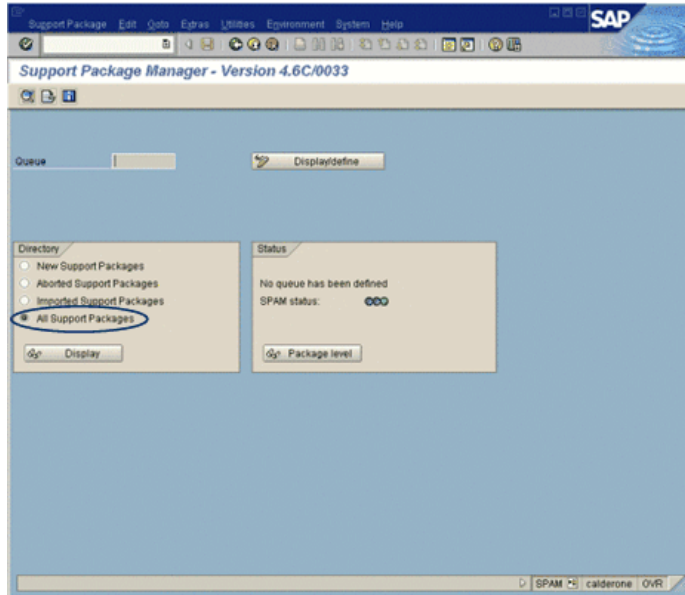 Support Package Edit Goto Extras Utilities Environment System Help
SAP
Support Package Manager - Version 4.6C/0033
Queue
Display/define
Directory
New Support Packages
Aborted Support Packages
Imported Support Packages
All Support Packages
Display
Status
No queue has been defined
SPAM status:
Package level
SPAM calderone OVR